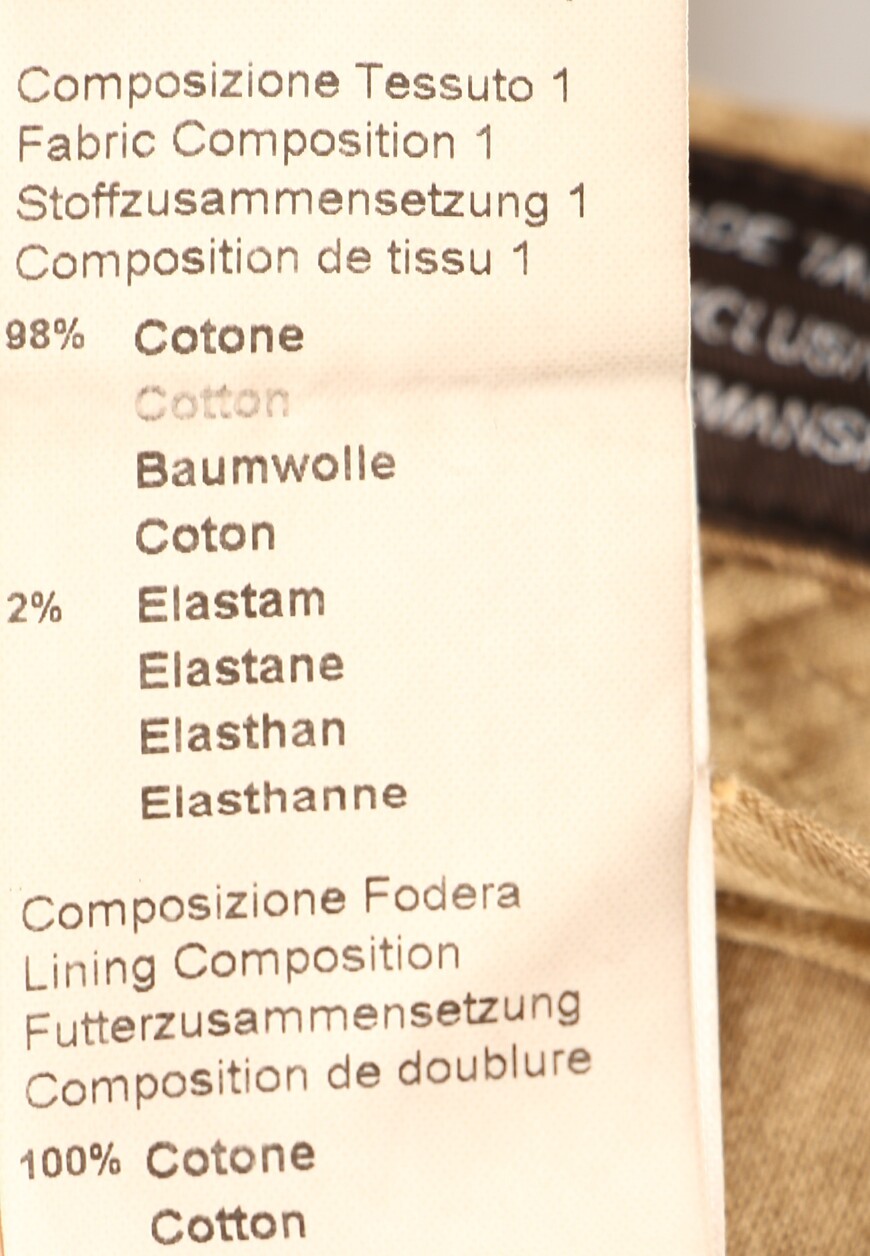 Composizione Tessuto 1
Fabric Composition 1
Stoffzusammensetzung 1
Composition de tissu 1
98% Cotone
Cotton
Baumwolle
Coton
2% Elastam
Elastane
Elasthan
Elasthanne
Composizione Fodera
Lining Composition
Futterzusammensetzung
Composition de doublure
100% Cotone
Cotton